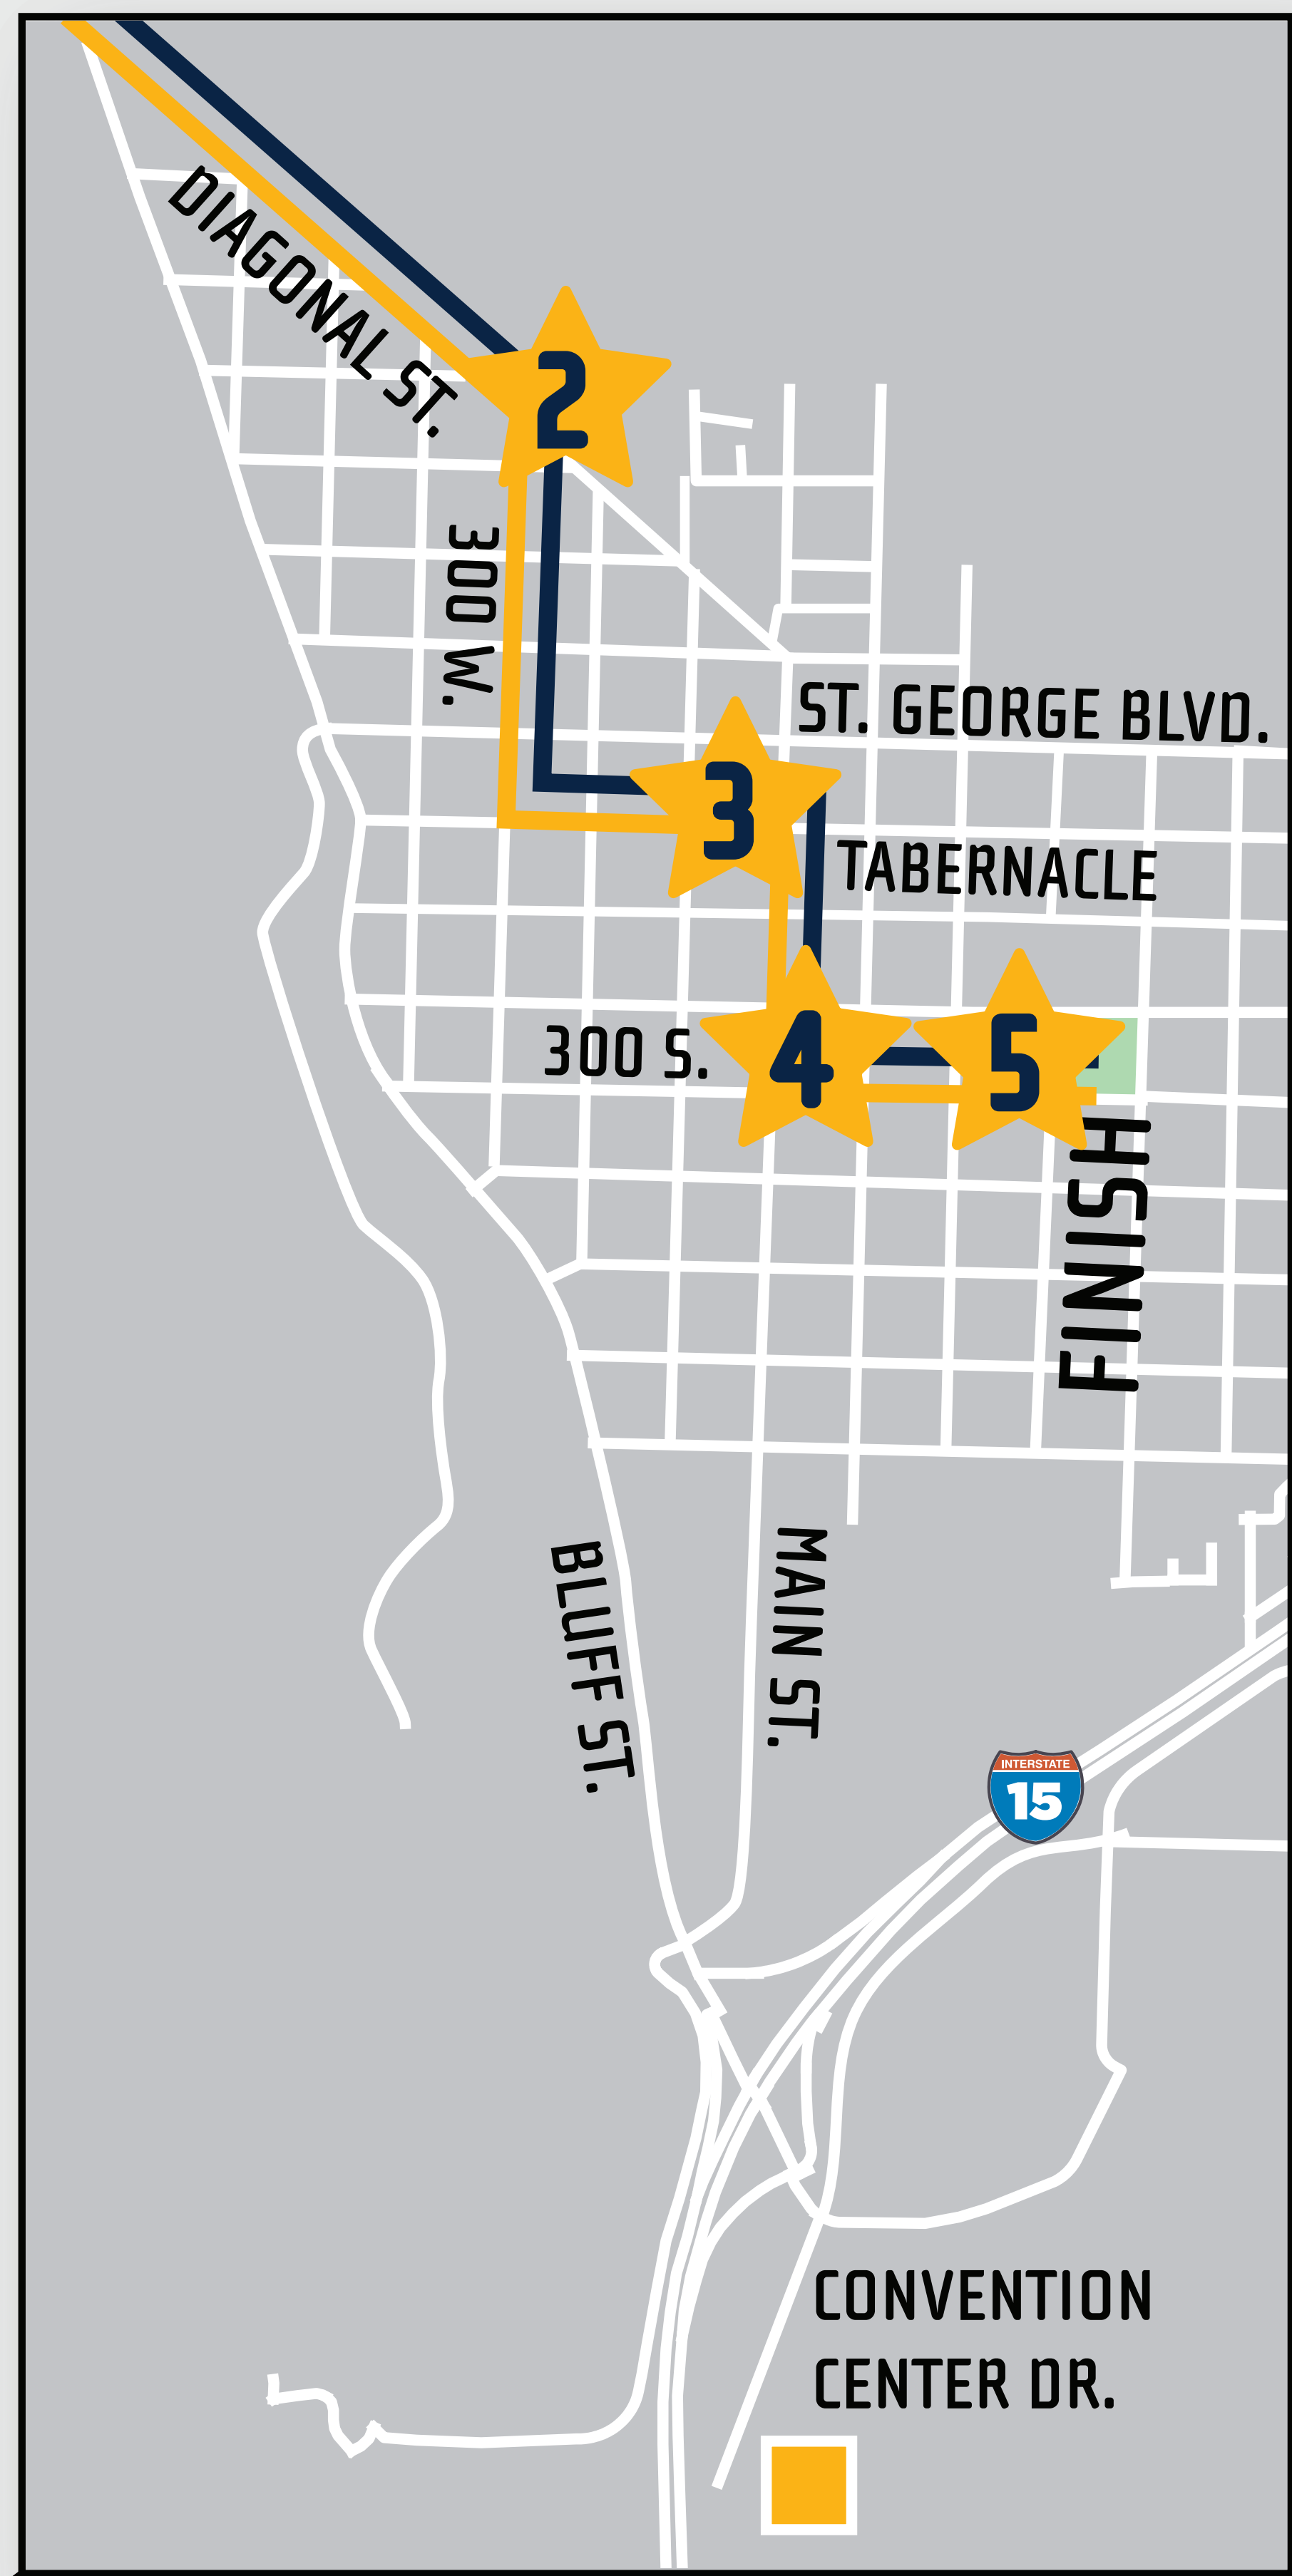 DIAGONAL ST.
2
300 W.
ST. GEORGE BLVD.
3
TABERNACLE
300 S.
4
5
FINISH
BLUFF ST.
MAIN ST.
INTERSTATE
15
CONVENTION
CENTER DR.